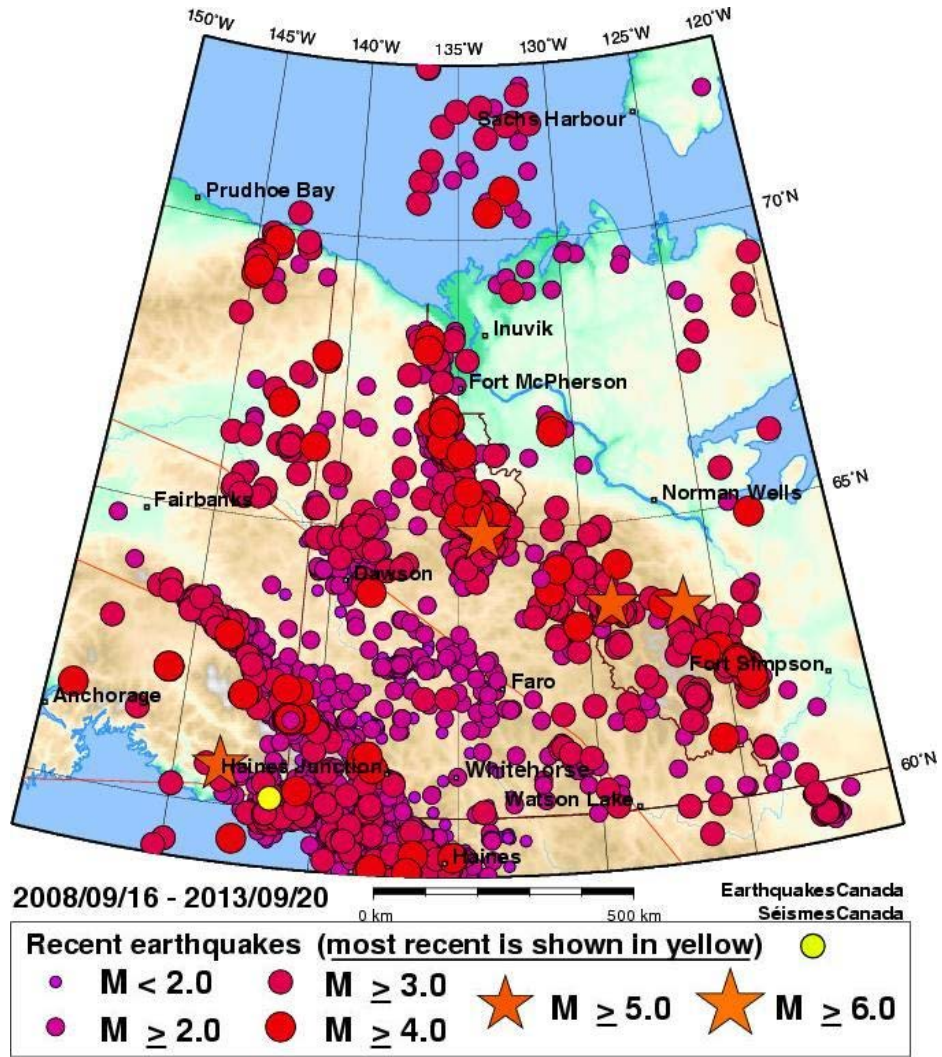 150°W
145°W
140°W
135°W
130°W
125°W
120°W
Sachs Harbour
Prudhoe Bay
70°N
Inuvik
Fort McPherson
65°N
Norman Wells
Fairbanks
Dawson
Fort Simpson
Faro
Anchorage
60°N
Haines Junction
Whitehorse
Watson Lake
Haines
2008/09/16 - 2013/09/20
0 km
500 km
EarthquakesCanada
SéismesCanada
Recent earthquakes (most recent is shown in yellow)
M < 2.0
M ≥ 3.0
M ≥ 5.0
M ≥ 6.0
M ≥ 2.0
M ≥ 4.0